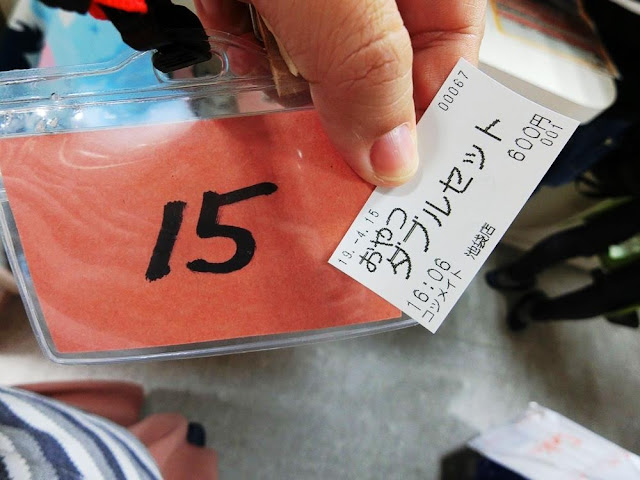 15
00067
600円
001
19.-4.15
おやつ
ダブルセット
16:06
池袋店
コツメイト